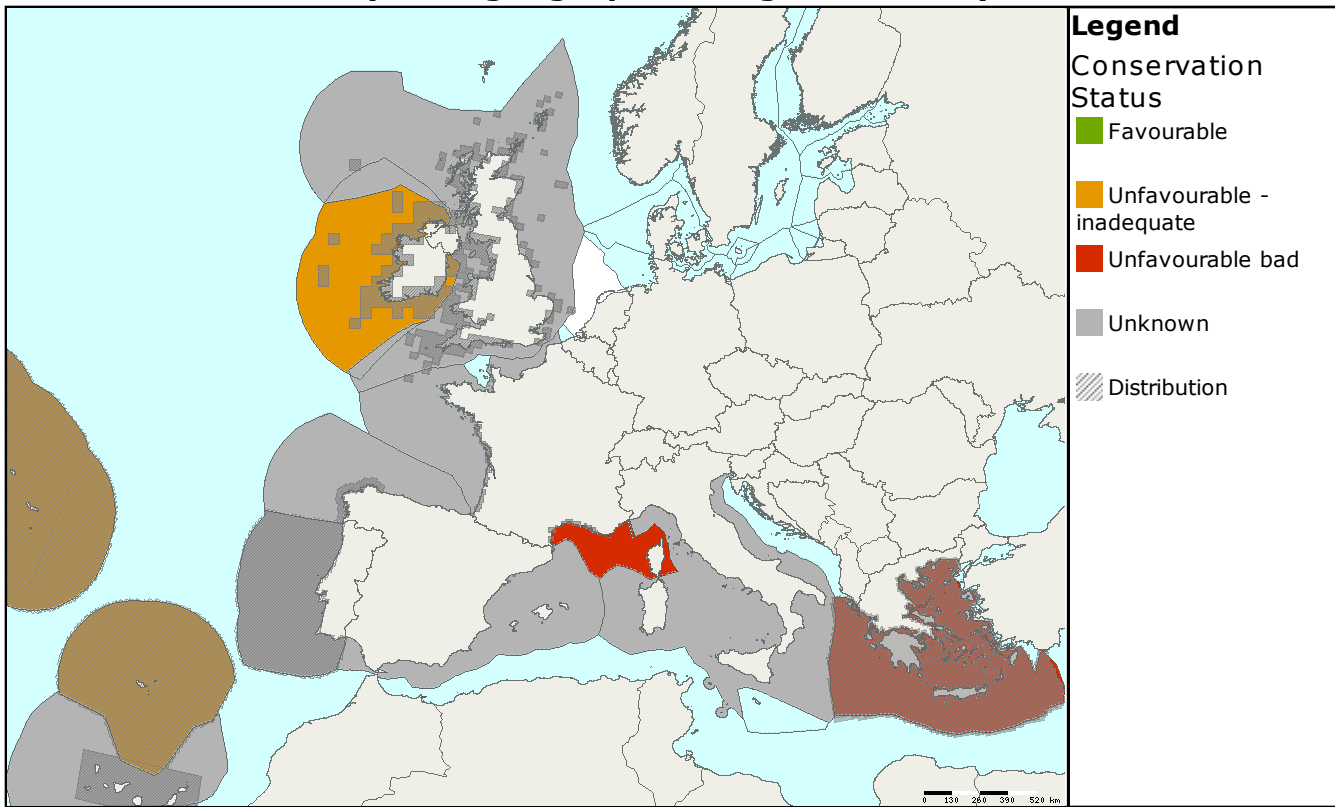 Legend
Conservation
Status
Favourable
Unfavourable -
inadequate
Unfavourable bad
Unknown
Distribution
0 130 260 390 520 km